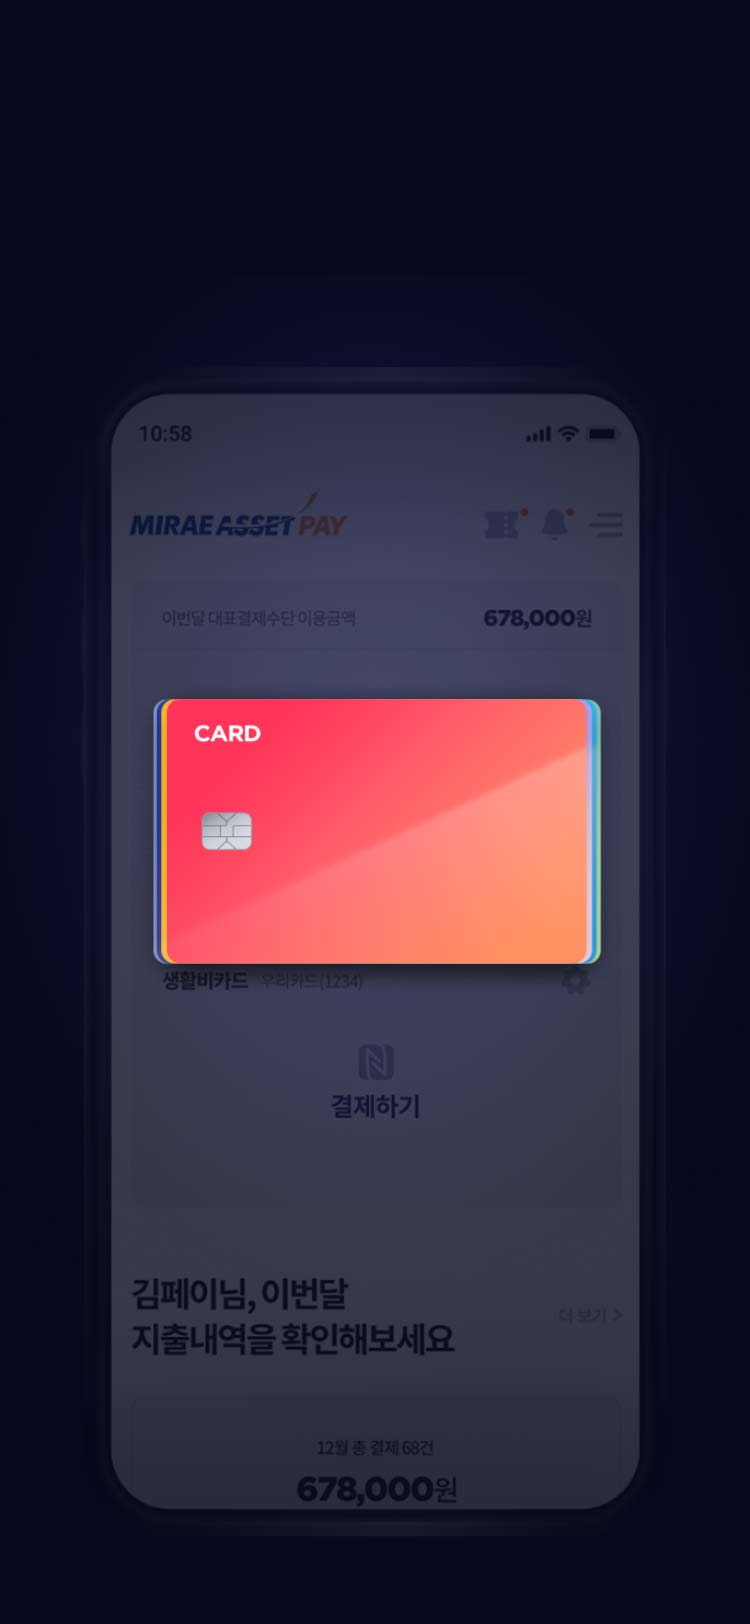 10:58
MIRAE ASSET PAY
이번달 대표결제수단 이용금액 678,000원
CARD
생활비카드 우리카드(1234)
결제하기
김페이님, 이번달
지출내역을 확인해보세요
더 보기 >
12월 총 결제 68건
678,000원